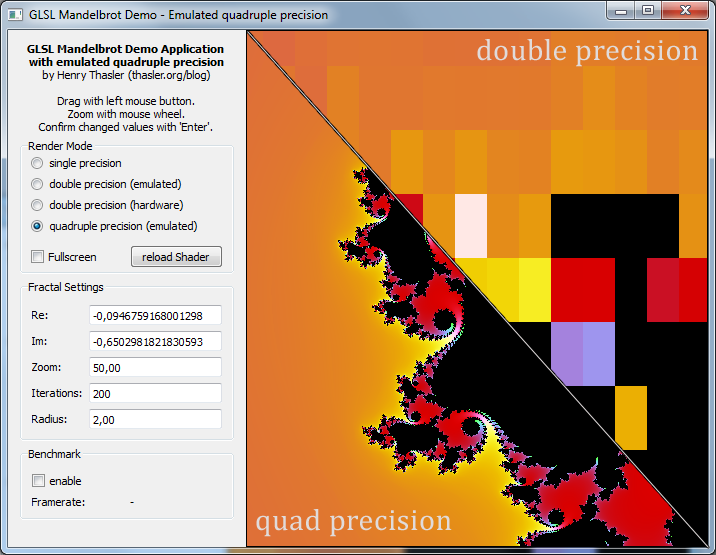 GLSL Mandelbrot Demo - Emulated quadruple precision
GLSL Mandelbrot Demo Application
with emulated quadruple precision
by Henry Thasler (thasler.org/blog)
Drag with left mouse button.
Zoom with mouse wheel.
Confirm changed values with 'Enter'.
Render Mode
single precision
double precision (emulated)
double precision (hardware)
quadruple precision (emulated)
Fullscreen
reload Shader
Fractal Settings
Re: -0,0946759168001298
Im: -0,6502981821830593
Zoom: 50,00
Iterations: 200
Radius: 2,00
Benchmark
enable
Framerate: -
double precision
quad precision